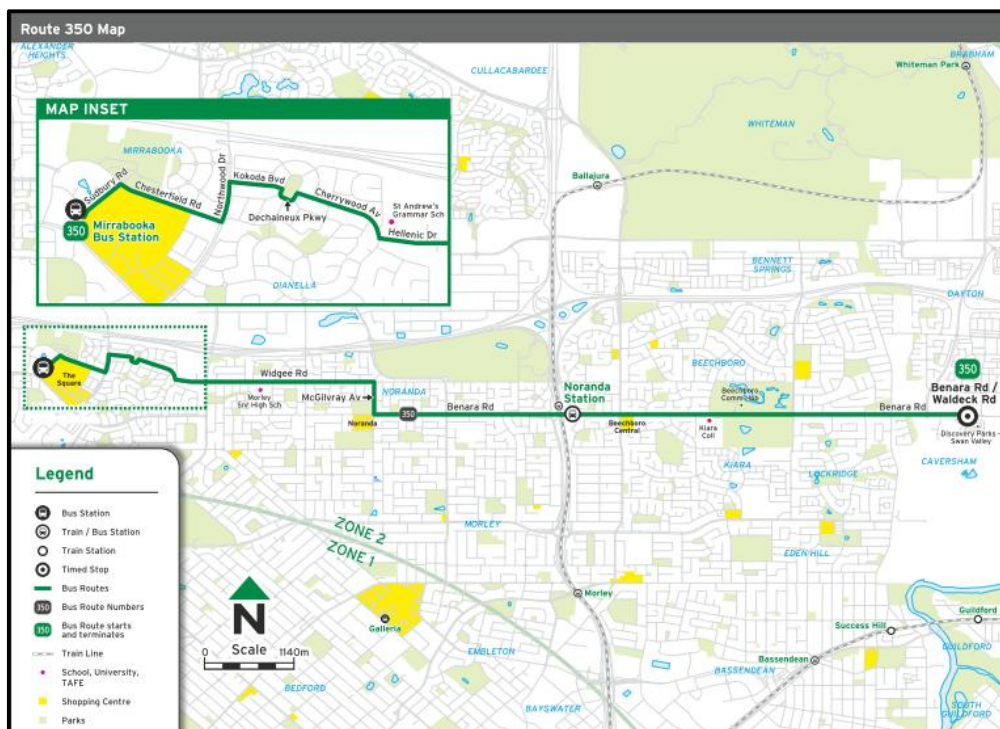 Route 350 Map
ALEXANDER
HEIGHTS
CULLACABARDEE
BRABHAM
Whiteman Park
WHITEMAN
MAP INSET
MIRRABOOKA
Sudbury Rd
Chesterfield Rd
Northwood Dr
Kokoda Blvd
Dechaineux Pkwy
Cherrywood Av
St Andrew's
Grammar Sch
Hellenic Dr
350
Mirrabooka
Bus Station
DIANELLA
Ballajura
BENNETT
SPRINGS
DAYTON
The
Square
Widgee Rd
Morley
Snr High Sch
McGilvray Av
NORANDA
Noranda
350
Benara Rd
Noranda
Station
BEECHBORO
Beechboro
Central
Beechboro
Comm Hub
Kiara
Coll
Benara Rd
350
Benara Rd /
Waldeck Rd
Discovery Parks -
Swan Valley
KIARA
LOCKRIDGE
CAVERSHAM
MORLEY
ZONE 2
ZONE 1
EDEN HILL
Morley
Galleria
Guildford
Success Hill
GUILDFORD
Bassendean
EMBLETON
BASSENDEAN
BEDFORD
BAYSWATER
SOUTH
GUILDFORD
N
Scale
0 1140m
Legend
Bus Station
Train / Bus Station
Train Station
Timed Stop
Bus Routes
350 Bus Route Numbers
350 Bus Route starts
and terminates
Train Line
School, University,
TAFE
Shopping Centre
Parks